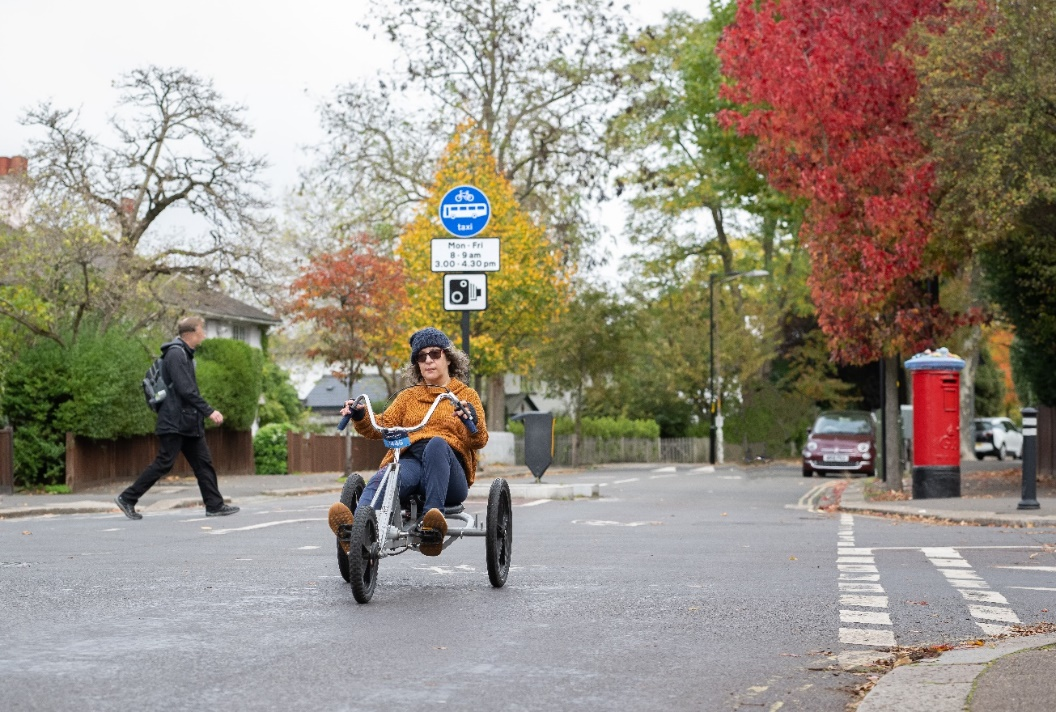 taxi
Mon - Fri
8 - 9 am
3.00 - 4.30 pm